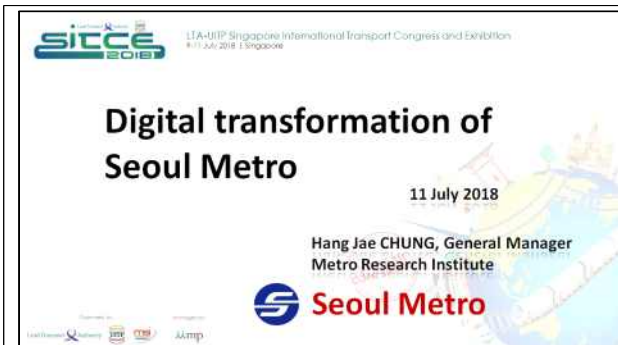 SITCE
2018
LTA-UITP Singapore International Transport Congress and Exhibition
9-11 July 2018 | Singapore
Digital transformation of
Seoul Metro
11 July 2018
Hang Jae CHUNG, General Manager
Metro Research Institute
Seoul Metro